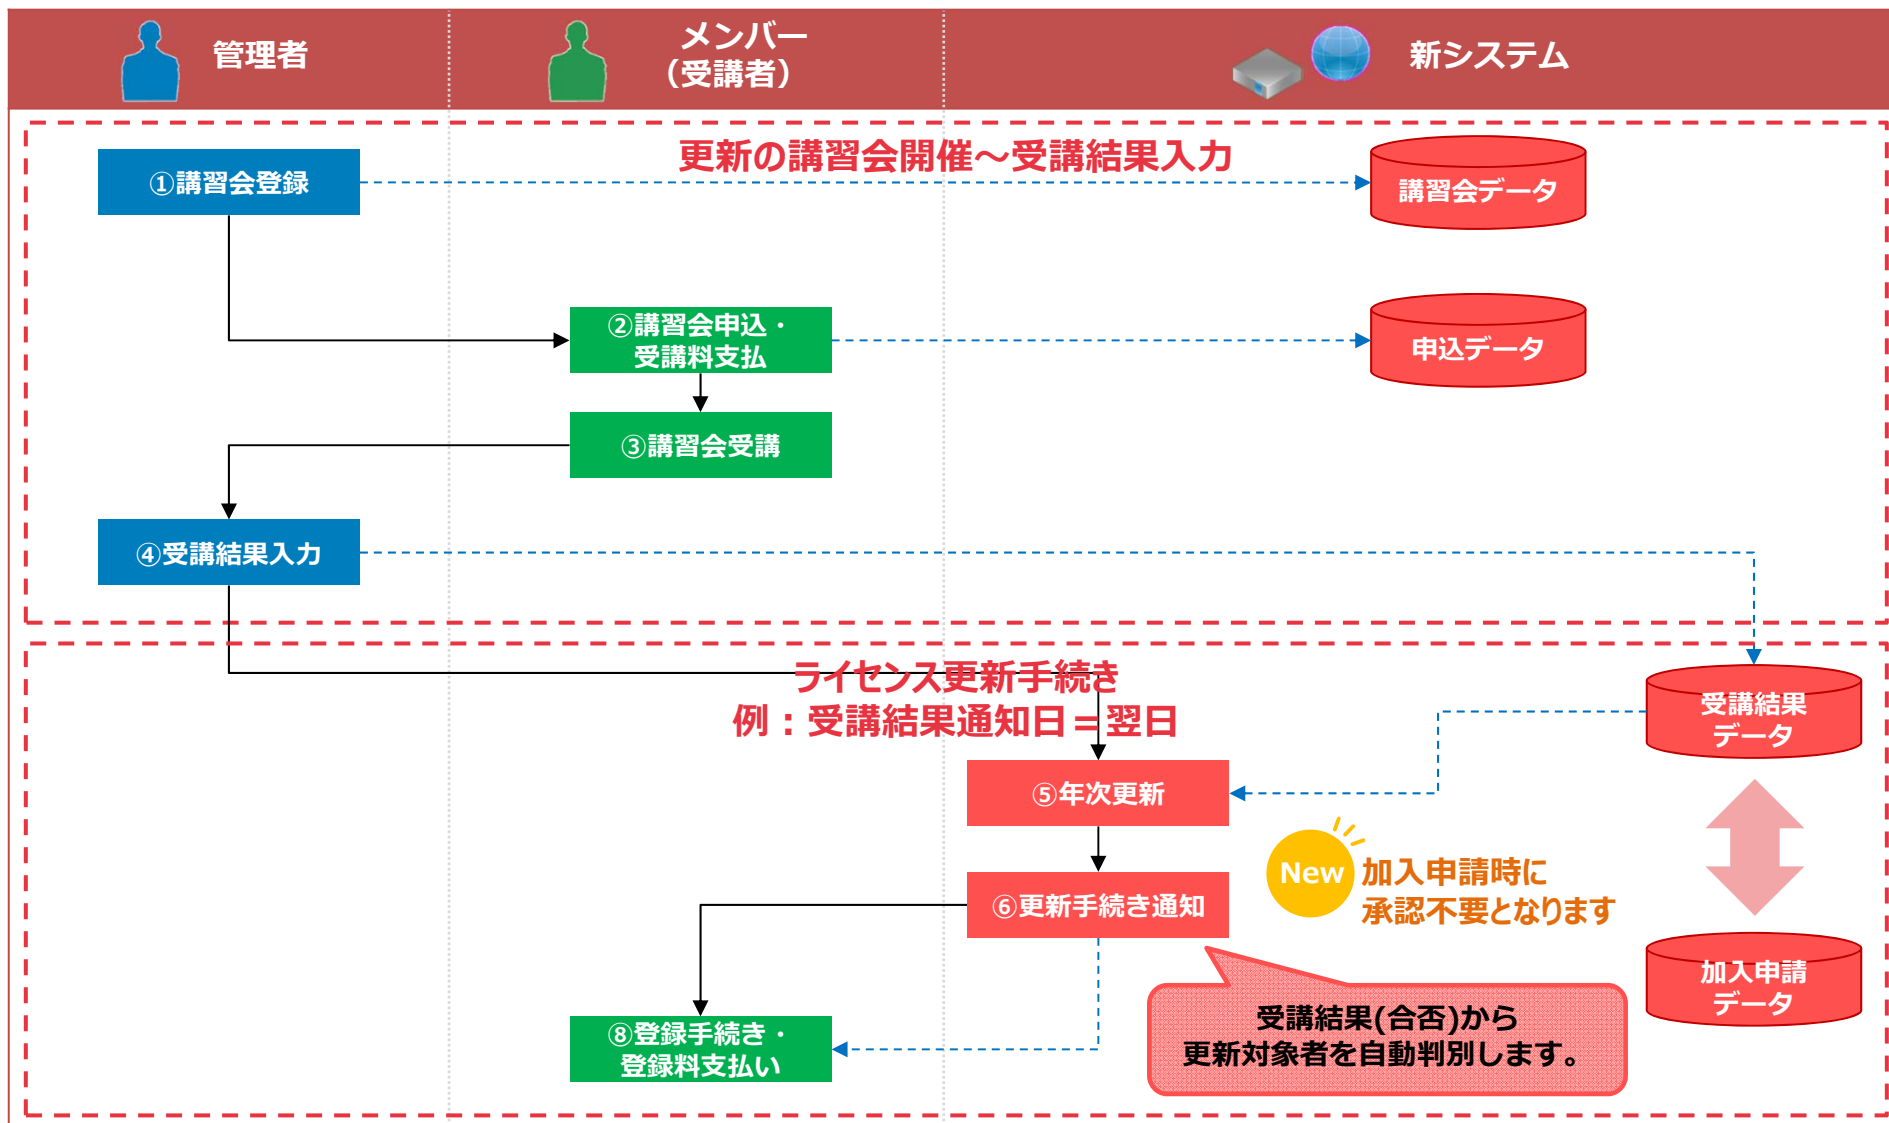 管理者
メンバー
（受講者）
新システム
更新の講習会開催～受講結果入力
①講習会登録
講習会データ
②講習会申込・
受講料支払
申込データ
③講習会受講
④受講結果入力
ライセンス更新手続き
例：受講結果通知日＝翌日
受講結果
データ
⑤年次更新
New
加入申請時に
承認不要となります
⑥更新手続き通知
加入申請
データ
受講結果(合否)から
更新対象者を自動判別します。
⑧登録手続き・
登録料支払い